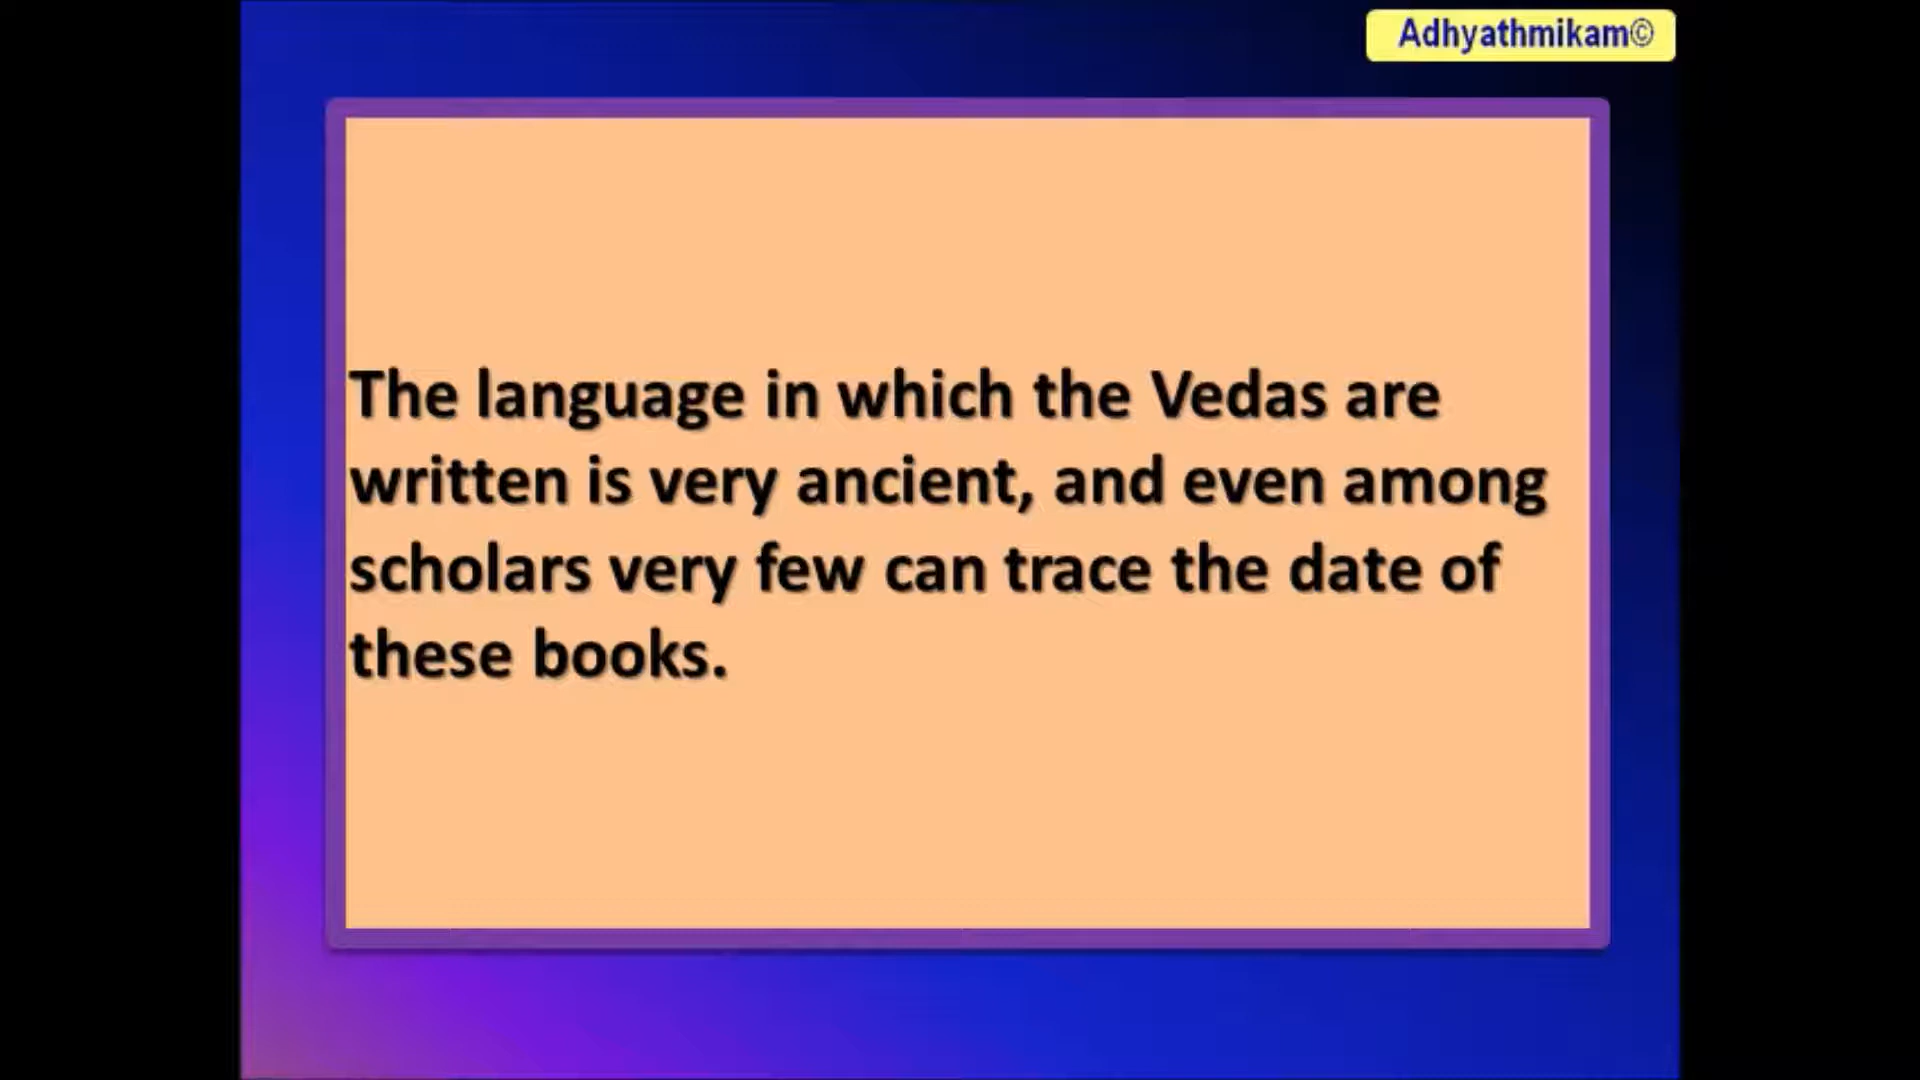 Adhyathmikam©
The language in which the Vedas are
written is very ancient, and even among
scholars very few can trace the date of
these books.